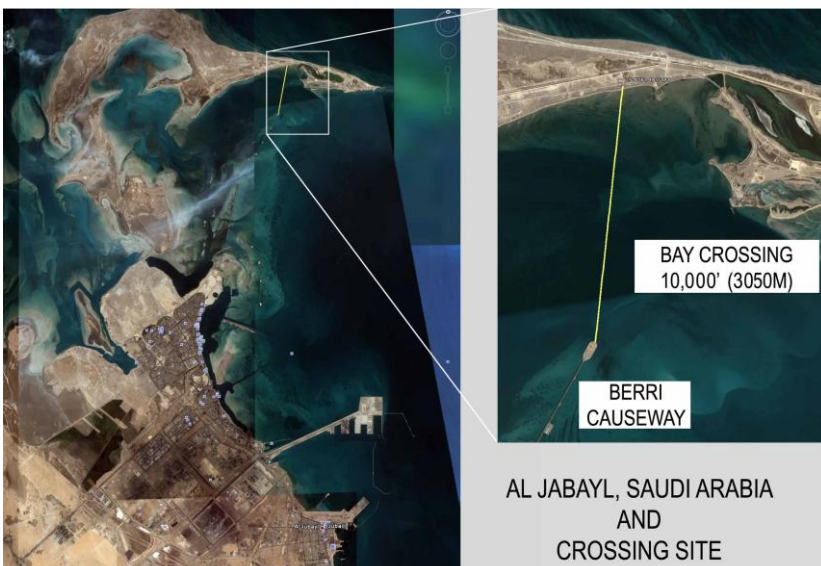 BAY CROSSING
10,000' (3050M)
BERRI
CAUSEWAY
AL JABAYL, SAUDI ARABIA
AND
CROSSING SITE